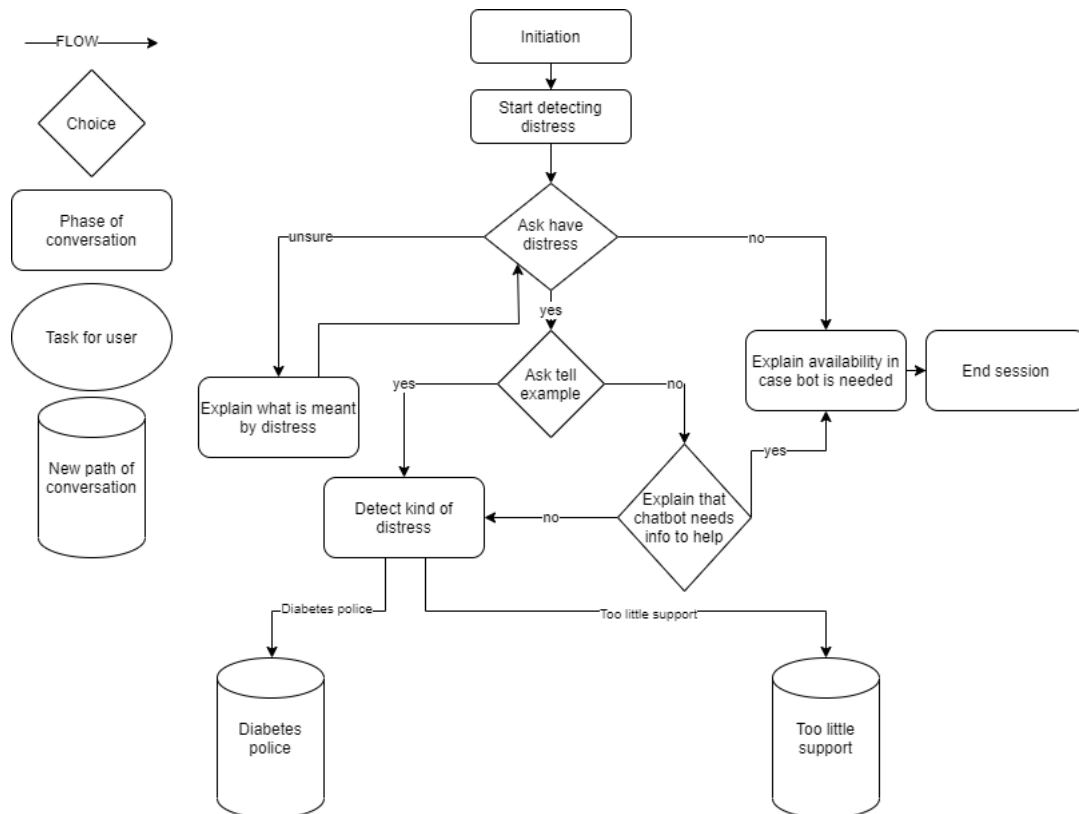 FLOW
Choice
Phase of
conversation
Task for user
New path of
conversation
Initiation
Start detecting
distress
Ask have
distress
unsure
no
yes
Explain what is meant
by distress
Ask tell
example
yes
no
Explain availability in
case bot is needed
End session
yes
Explain that
chatbot needs
info to help
no
Detect kind of
distress
Diabetes police
Too little support
Diabetes
police
Too little
support